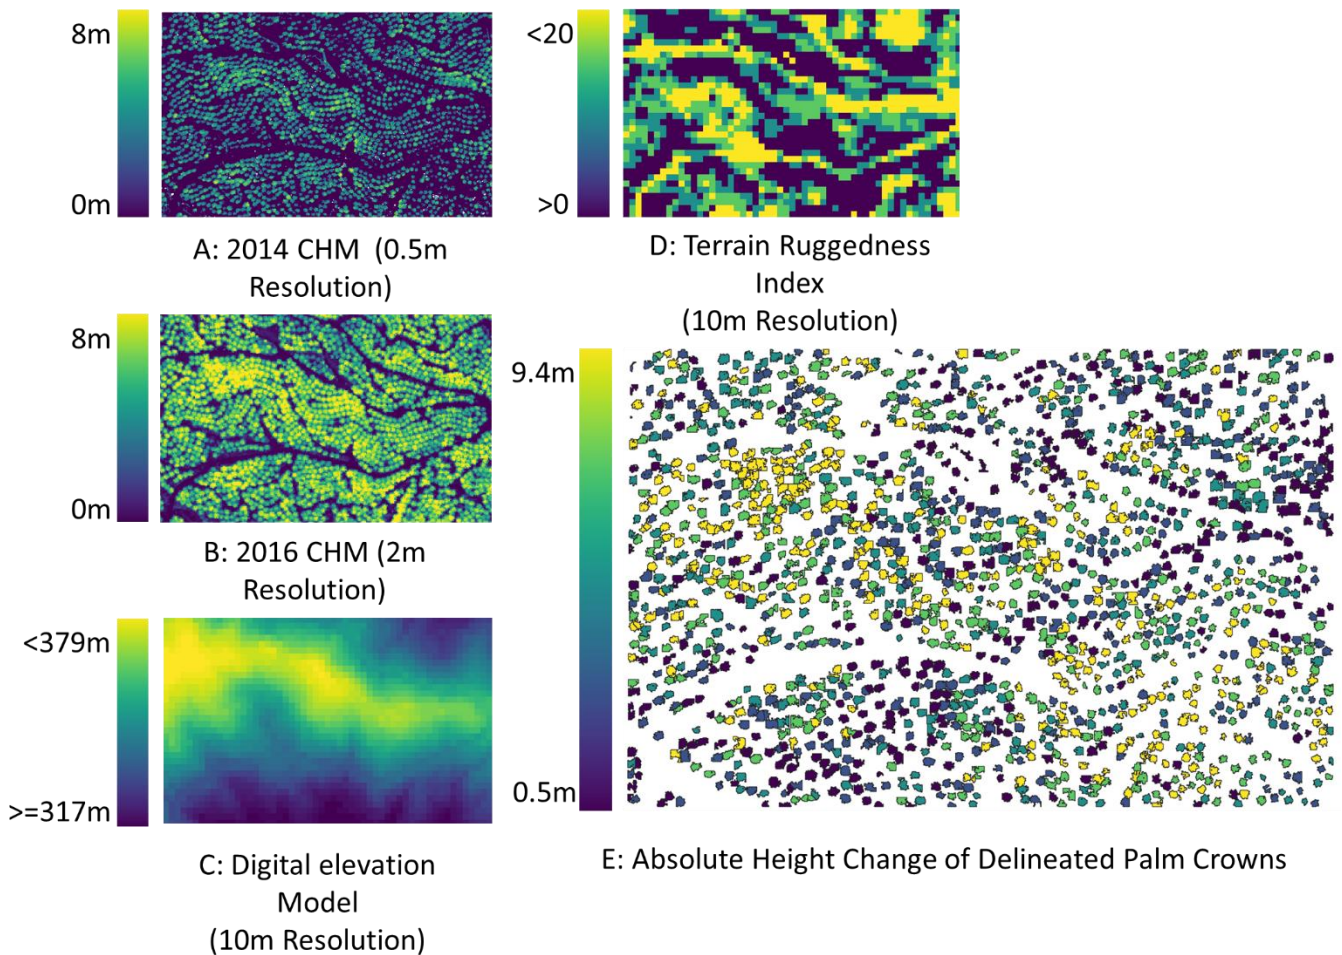 8m
0m
A: 2014 CHM (0.5m
Resolution)
<20
>0
D: Terrain Ruggedness
Index
(10m Resolution)
8m
0m
B: 2016 CHM (2m
Resolution)
<379m
>=317m
C: Digital elevation
Model
(10m Resolution)
9.4m
0.5m
E: Absolute Height Change of Delineated Palm Crowns